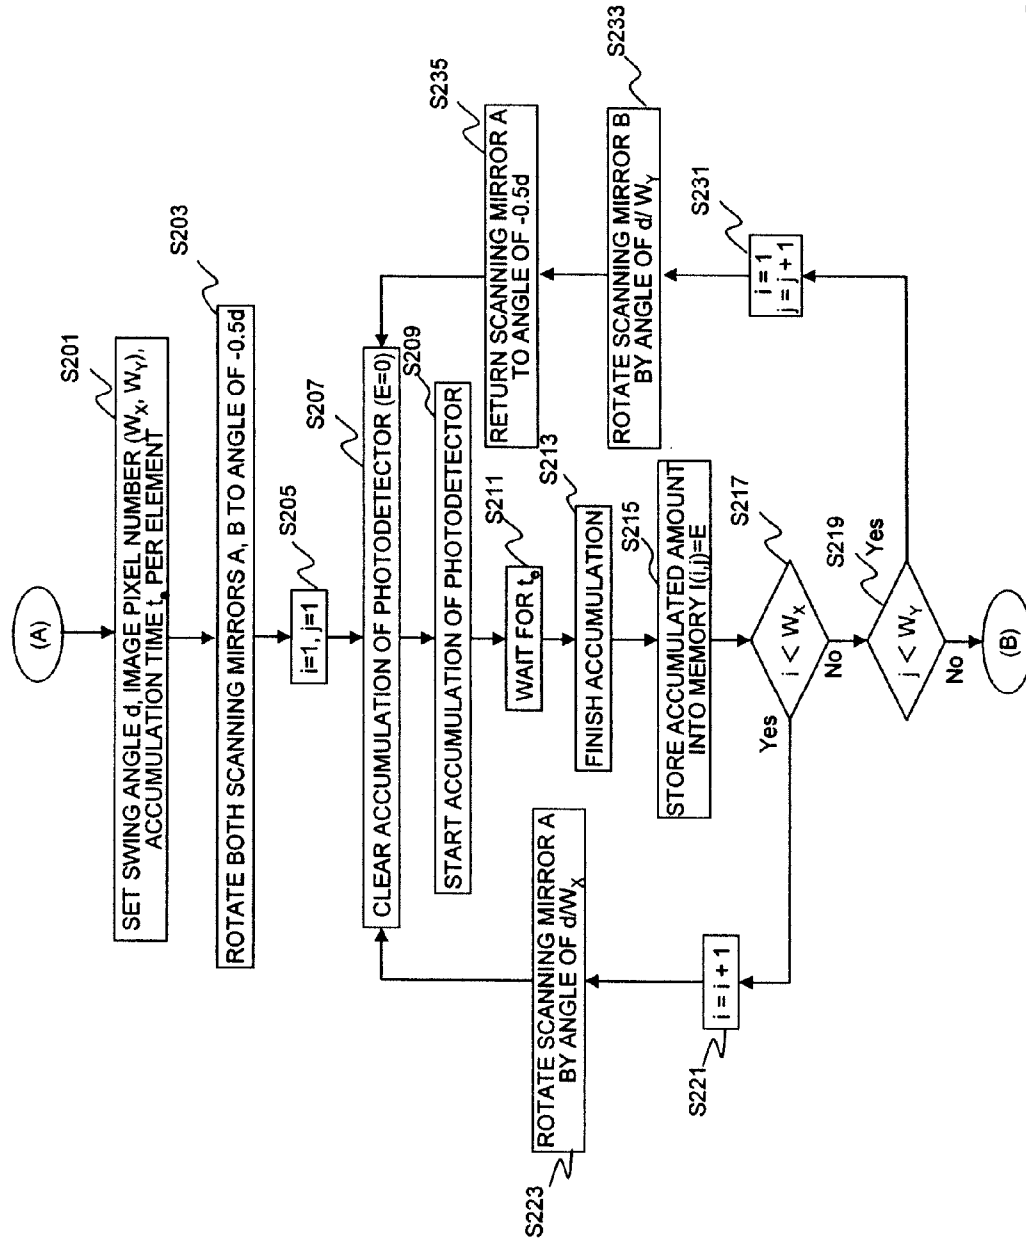 (A)
S201
SET SWING ANGLE d, IMAGE PIXEL NUMBER (WX, WY),
ACCUMULATION TIME te PER ELEMENT
S203
ROTATE BOTH SCANNING MIRRORS A, B TO ANGLE OF -0.5d
S205
i=1, j=1
S207
CLEAR ACCUMULATION OF PHOTODETECTOR (E=0)
S209
START ACCUMULATION OF PHOTODETECTOR
S211
WAIT FOR te
S213
FINISH ACCUMULATION
S215
STORE ACCUMULATED AMOUNT
INTO MEMORY I(i,j)=E
S217
i < WX
Yes
No
S219
j < WY
Yes
No
(B)
S221
i = i + 1
S223
ROTATE SCANNING MIRROR A
BY ANGLE OF d/WX
S231
i = 1
j = j + 1
S233
ROTATE SCANNING MIRROR B
BY ANGLE OF d/ WY
S235
RETURN SCANNING MIRROR A
TO ANGLE OF -0.5d